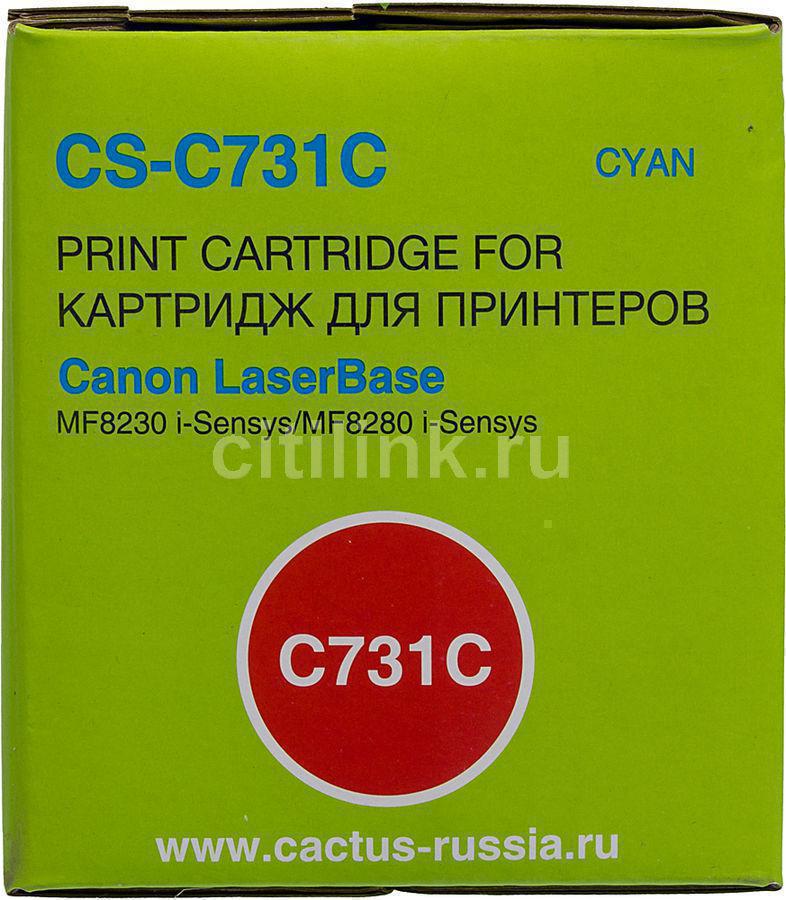 CS-C731C CYAN
PRINT CARTRIDGE FOR
КАРТРИДЖ ДЛЯ ПРИНТЕРОВ
Canon LaserBase
MF8230 i-Sensys/MF8280 i-Sensys
citilink.ru
C731C
www.cactus-russia.ru